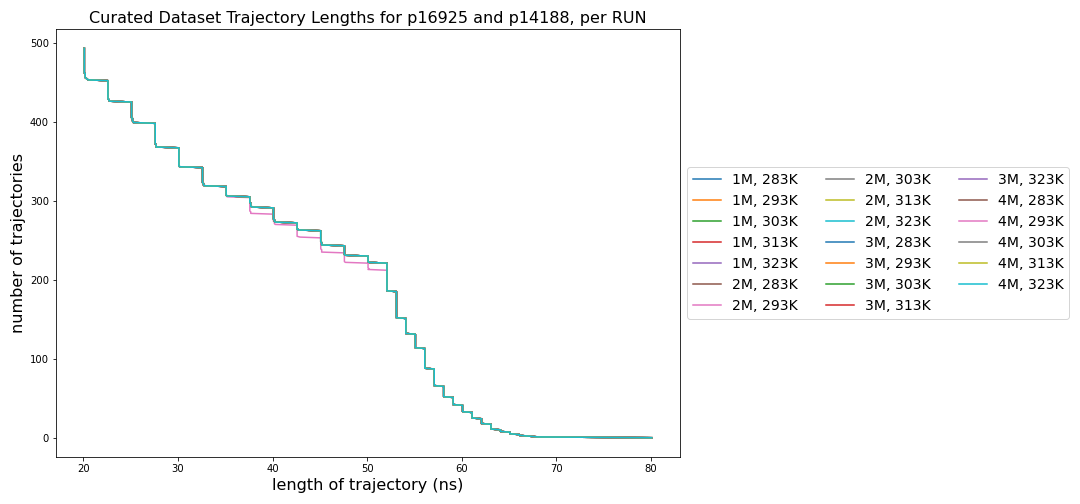 Curated Dataset Trajectory Lengths for p16925 and p14188, per RUN
number of trajectories
500
400
300
200
100
0
20 30 40 50 60 70 80
length of trajectory (ns)
1M, 283K
1M, 293K
1M, 303K
1M, 313K
1M, 323K
2M, 283K
2M, 293K
2M, 303K
2M, 313K
2M, 323K
3M, 283K
3M, 293K
3M, 303K
3M, 313K
3M, 323K
4M, 283K
4M, 293K
4M, 303K
4M, 313K
4M, 323K